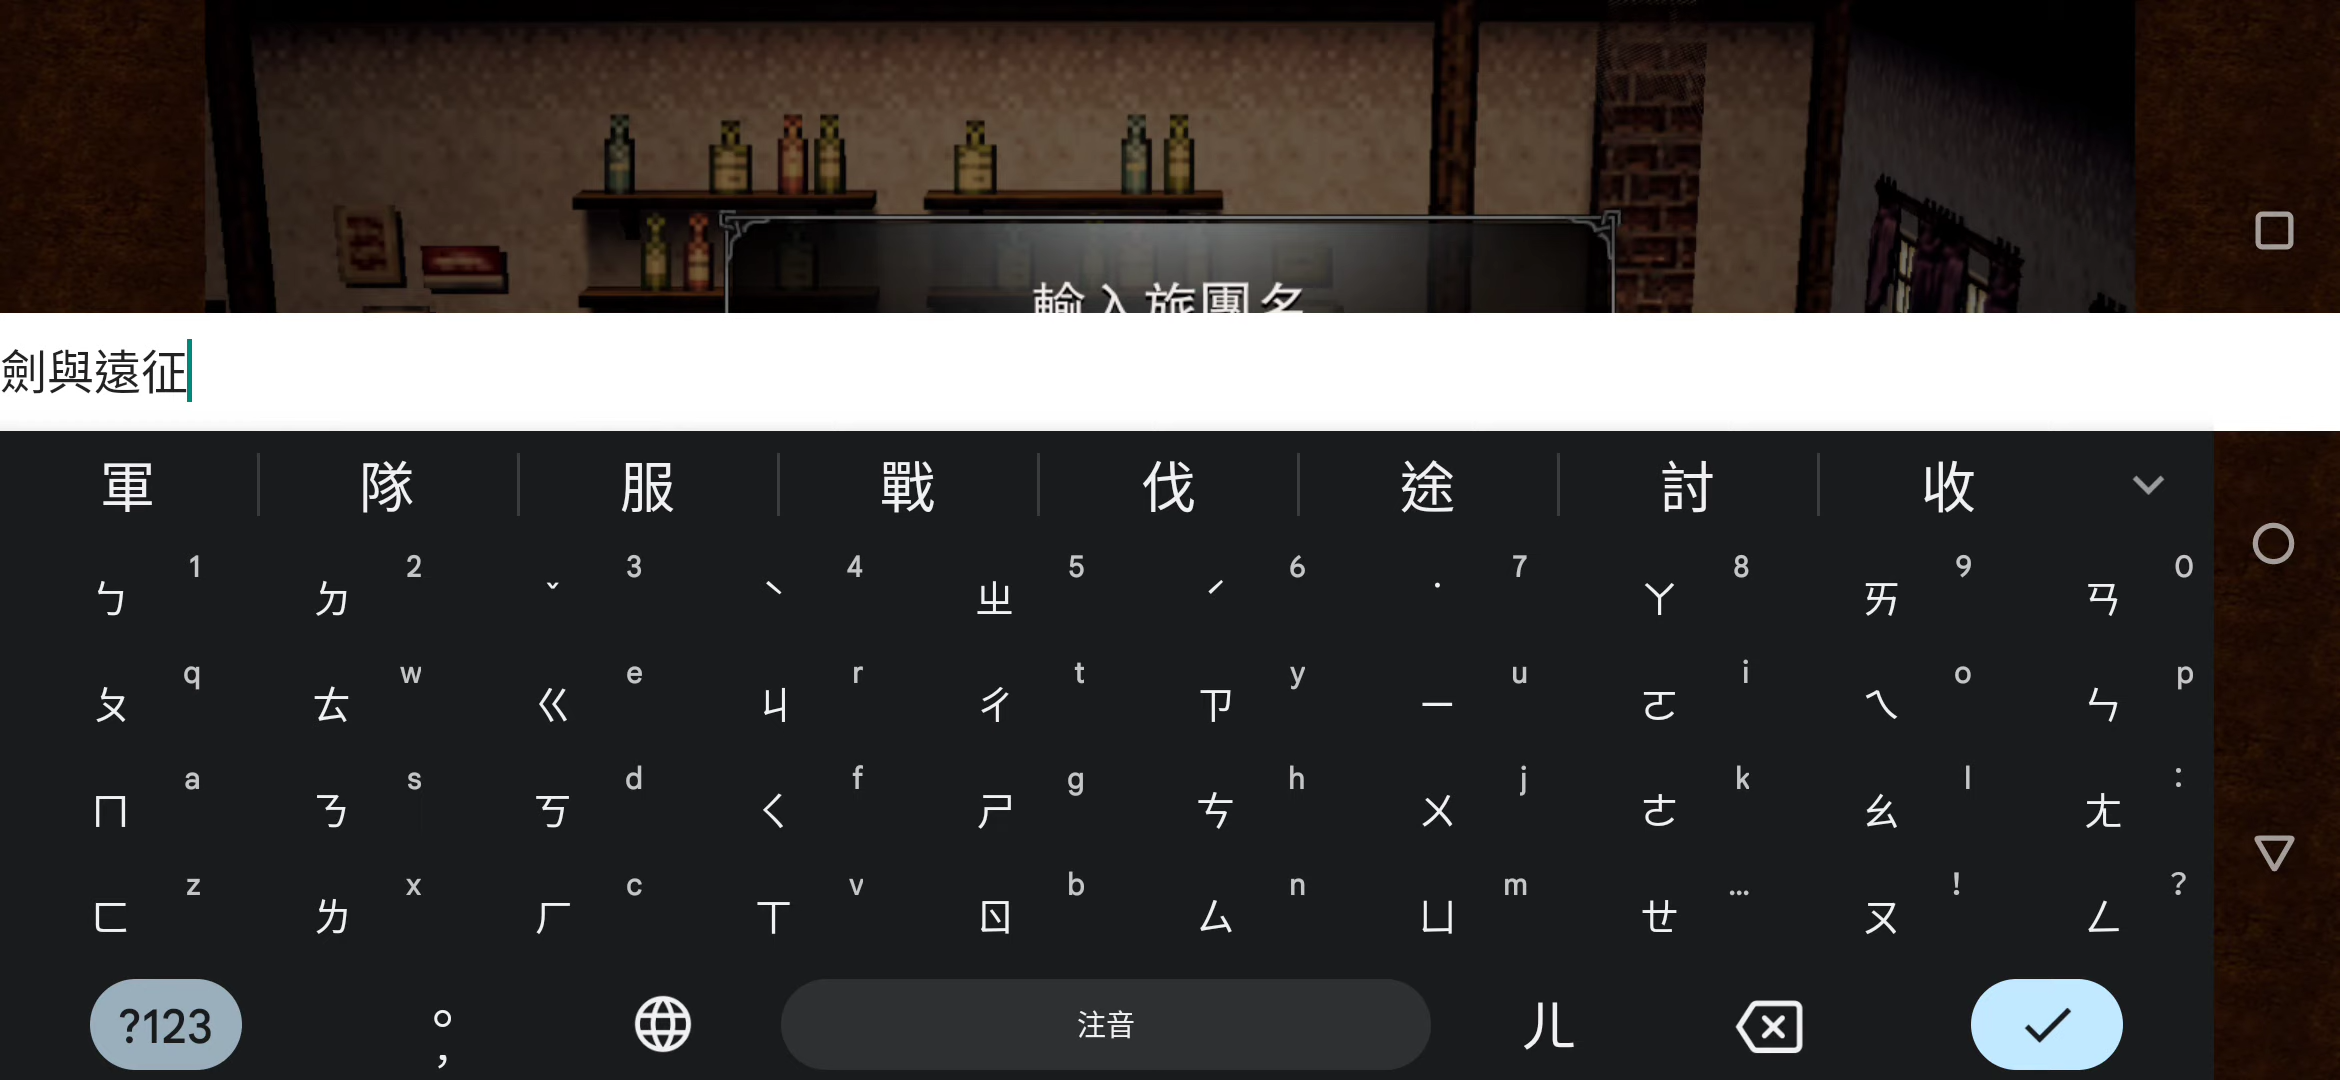 輸入旅團名
劍與遠征
軍 隊 服 戰 伐 途 討 收
ㄅ 1 ㄉ 2 ˇ 3 ˋ 4 ㄓ 5 ˊ 6 ˙ 7 ㄚ 8 ㄞ 9 ㄢ 0
ㄆ q ㄊ w ㄍ e ㄐ r ㄔ t ㄗ y ㄧ u ㄛ i ㄟ o ㄣ p
ㄇ a ㄋ s ㄎ d ㄑ f ㄕ g ㄘ h ㄨ j ㄜ k ㄠ l ㄤ :
ㄈ z ㄌ x ㄏ c ㄒ v ㄖ b ㄙ n ㄩ m ㄝ … ㄡ ! ㄥ ?
?123 。, 注音 ㄦ